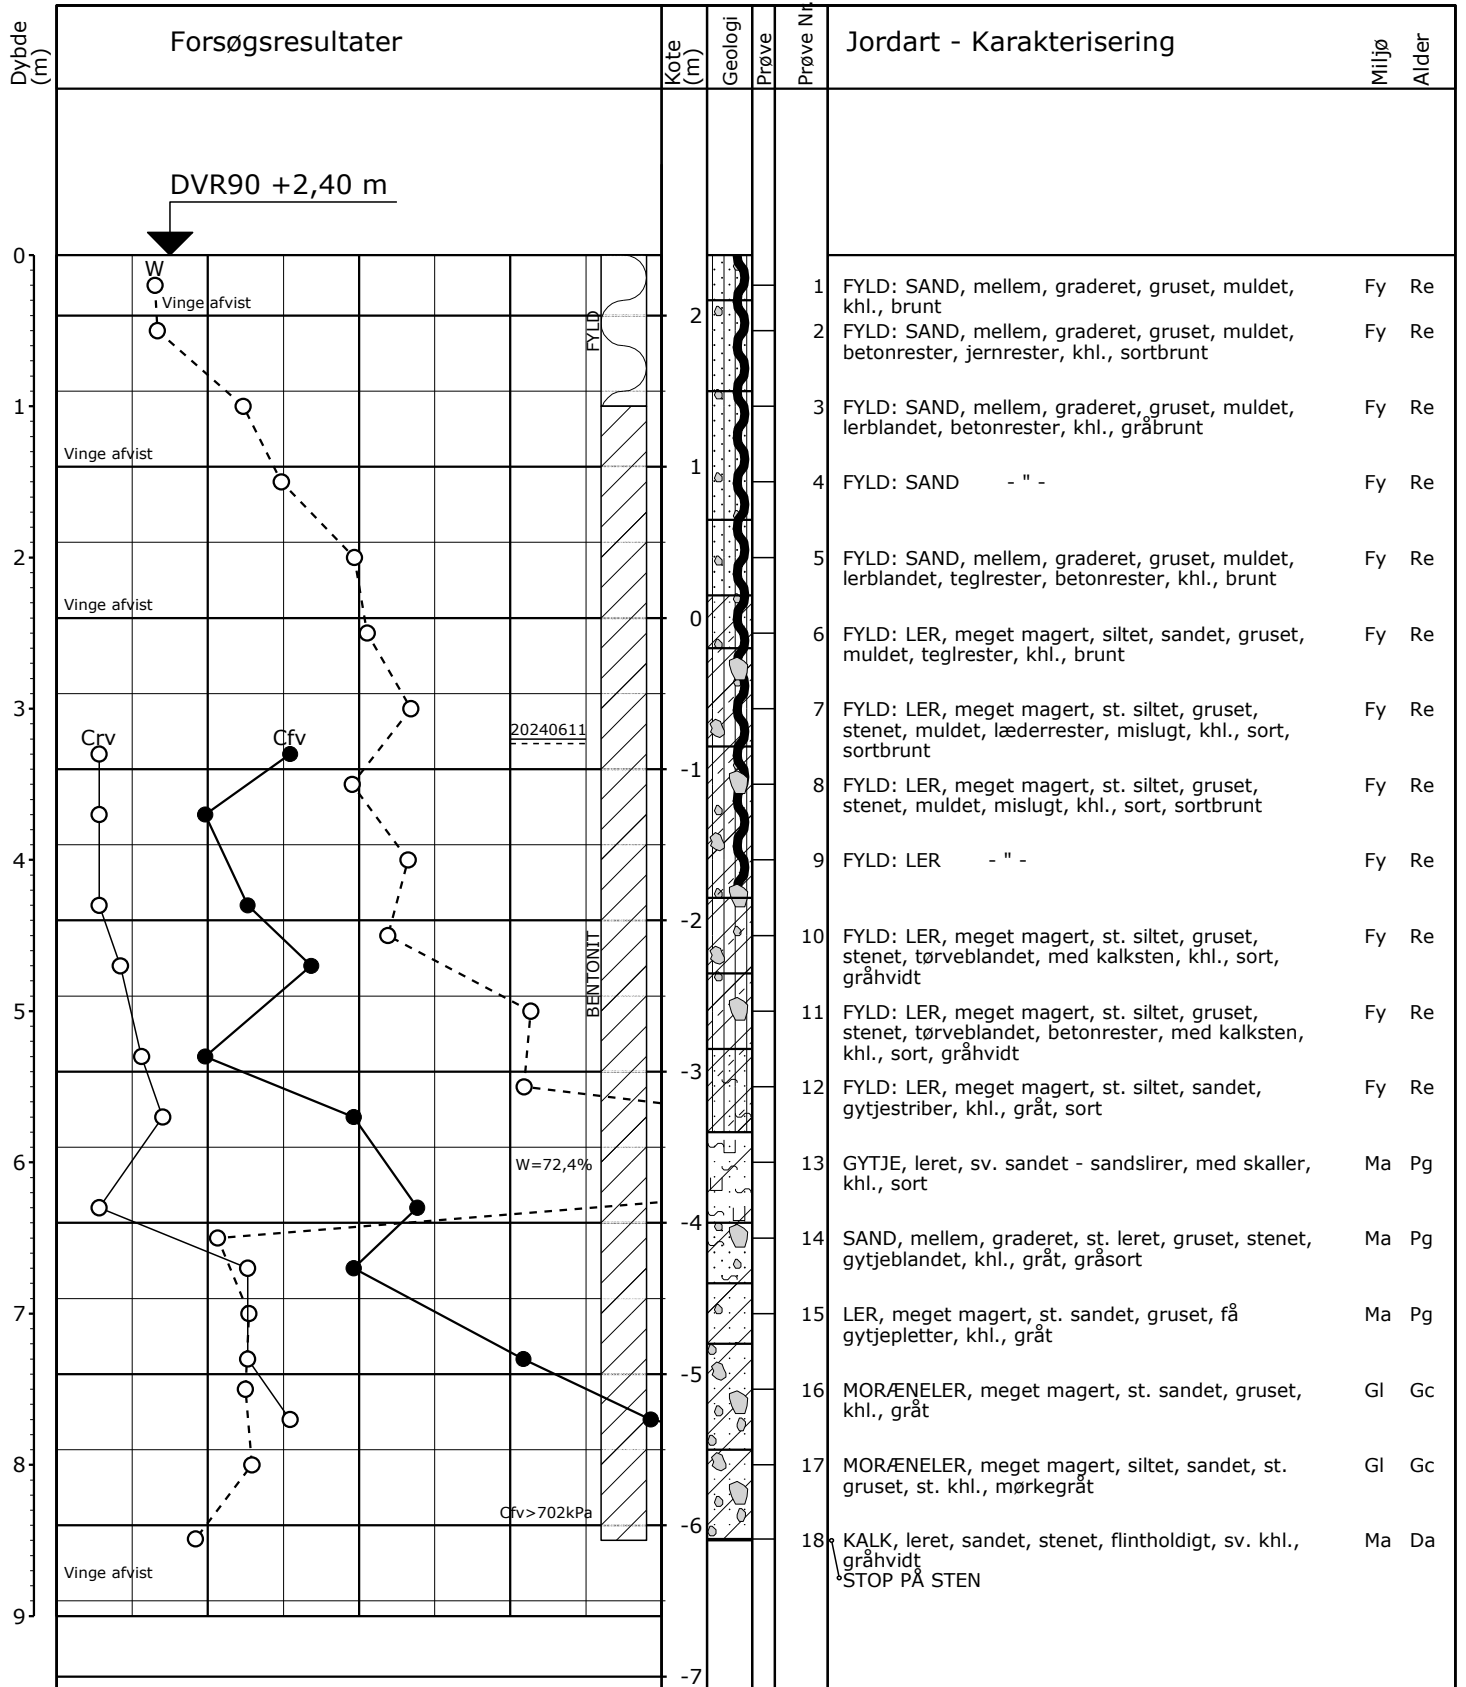 Dybde (m)
Forsøgsresultater
Kote (m)
Geologi
Prøve
Prøve Nr.
Jordart - Karakterisering
Miljø
Alder
DVR90 +2,40 m
0
W
Vinge afvist
FYLD
2
1 FYLD: SAND, mellem, graderet, gruset, muldet, Fy Re
khl., brunt
2 FYLD: SAND, mellem, graderet, gruset, muldet, Fy Re
betonrester, jernrester, khl., sortbrunt
1
3 FYLD: SAND, mellem, graderet, gruset, muldet, Fy Re
lerblandet, betonrester, khl., gråbrunt
Vinge afvist
1
4 FYLD: SAND - " - Fy Re
2
5 FYLD: SAND, mellem, graderet, gruset, muldet, Fy Re
lerblandet, teglrester, betonrester, khl., brunt
Vinge afvist
0
6 FYLD: LER, meget magert, siltet, sandet, gruset, Fy Re
muldet, teglrester, khl., brunt
3
7 FYLD: LER, meget magert, st. siltet, gruset, Fy Re
stenet, muldet, læderrester, mislugt, khl., sort,
sortbrunt
20240611
Crv
Cfv
-1
8 FYLD: LER, meget magert, st. siltet, gruset, Fy Re
stenet, muldet, mislugt, khl., sort, sortbrunt
4
9 FYLD: LER - " - Fy Re
-2
BENTONIT
10 FYLD: LER, meget magert, st. siltet, gruset, Fy Re
stenet, tørveblandet, med kalksten, khl., sort,
gråhvidt
5
11 FYLD: LER, meget magert, st. siltet, gruset, Fy Re
stenet, tørveblandet, betonrester, med kalksten,
khl., sort, gråhvidt
-3
12 FYLD: LER, meget magert, st. siltet, sandet, Fy Re
gytjestriber, khl., gråt, sort
6
W=72,4%
13 GYTJE, leret, sv. sandet - sandslirer, med skaller, Ma Pg
khl., sort
-4
14 SAND, mellem, graderet, st. leret, gruset, stenet, Ma Pg
gytjeblandet, khl., gråt, gråsort
7
15 LER, meget magert, st. sandet, gruset, få Ma Pg
gytjepletter, khl., gråt
-5
16 MORÆNELER, meget magert, st. sandet, gruset, Gl Gc
khl., gråt
8
17 MORÆNELER, meget magert, siltet, sandet, st. Gl Gc
gruset, st. khl., mørkegråt
Cfv>702kPa
-6
18 KALK, leret, sandet, stenet, flintholdigt, sv. khl., Ma Da
gråhvidt
Vinge afvist
STOP PÅ STEN
9
-7